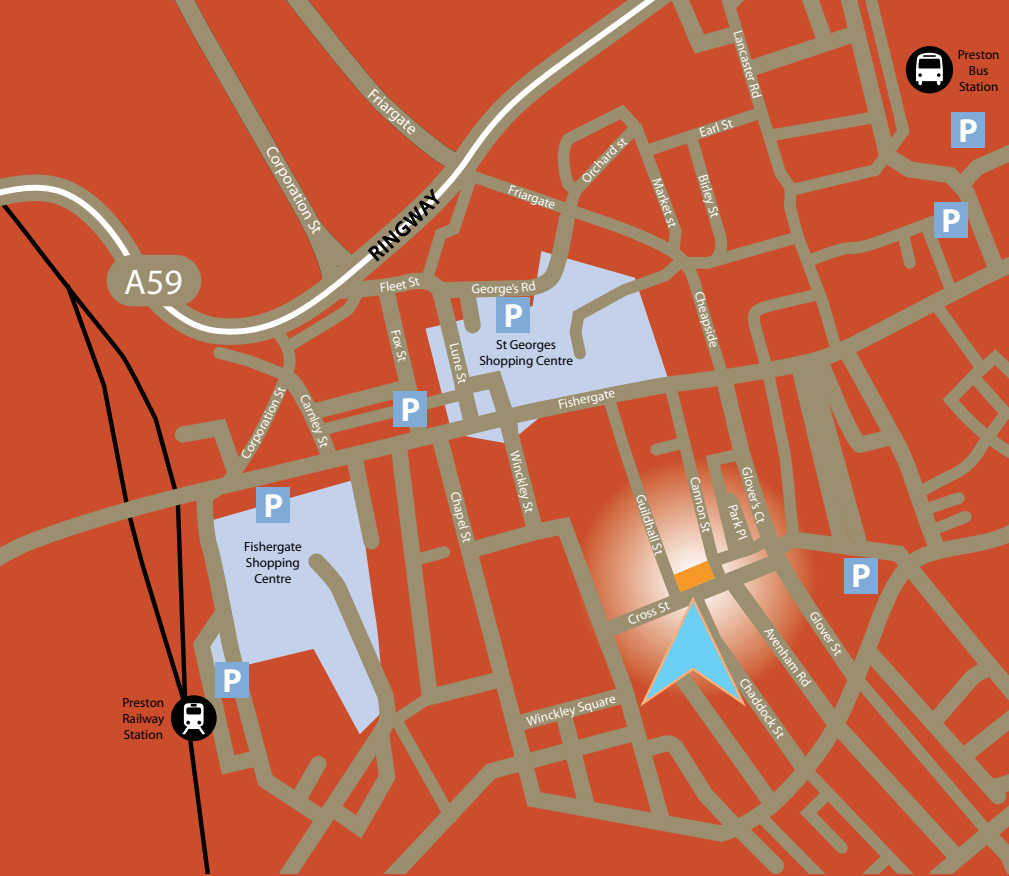 Lancaster Rd
Preston
Bus
Station
P
Friargate
Earl St
Corporation St
Orchard st
P
RINGWAY
Friargate
Market st
Birley St
A59
Fleet St
George's Rd
P
St Georges
Shopping Centre
Cheapside
Fox St
Lune St
Fishergate
P
Corporation St
Carnley St
Winckley St
Chapel St
P
Fishergate
Shopping
Centre
Guildhall St
Cannon St
Park Pl
Glover's Ct
P
Cross St
Glover St
Avenham Rd
P
Chaddock St
Winckley Square
Preston
Railway
Station